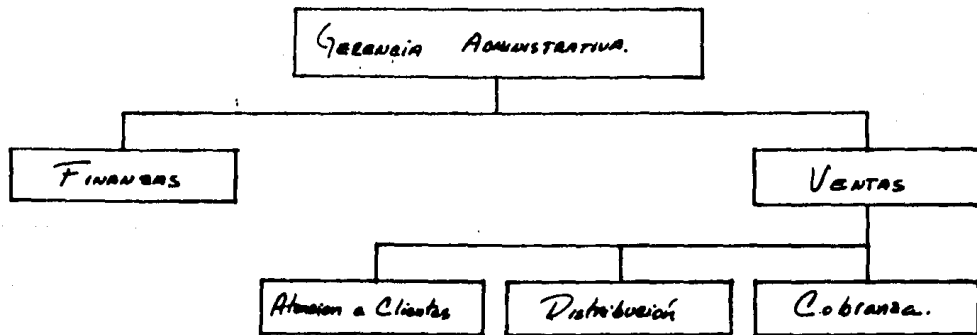 GERENCIA ADMINISTRATIVA.
FINANZAS
VENTAS
Atencion a Clientes
Distribución
Cobranza.